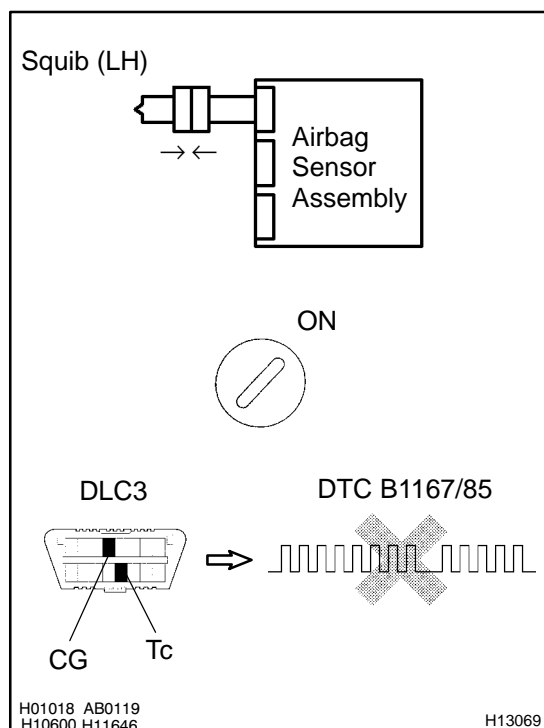 Squib (LH)
Airbag
Sensor
Assembly
ON
DLC3
DTC B1167/85
CG
Tc
H01018 AB0119
H10600 H11646
H13069